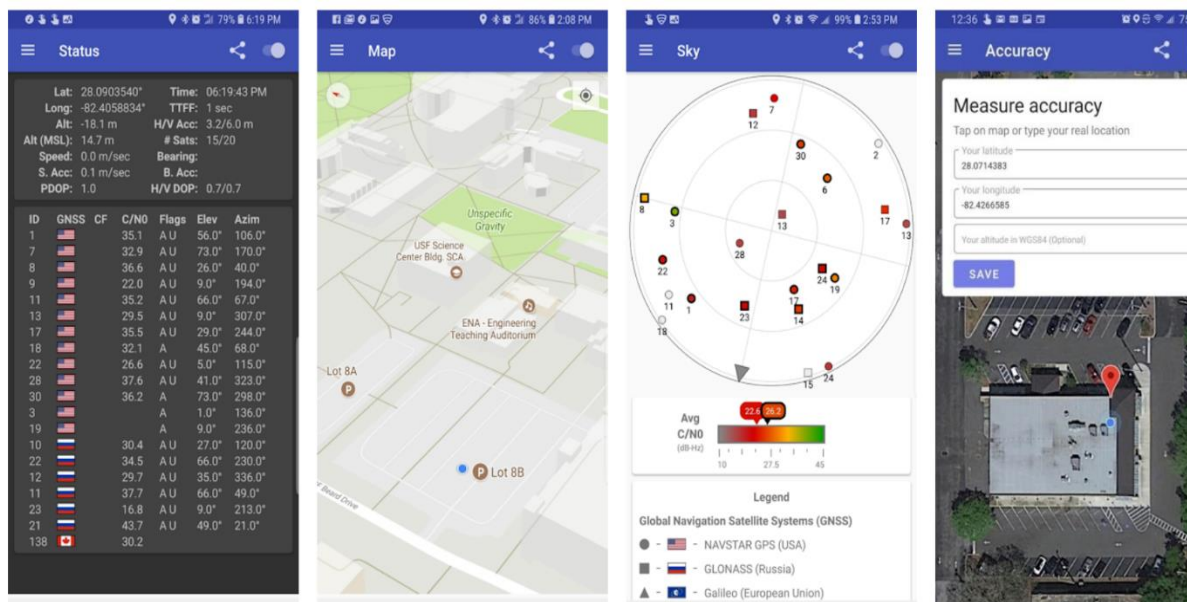 79% 6:19 PM
Status
Lat: 28.0903540° Time: 06:19:43 PM
Long: -82.4058834° TTFF: 1 sec
Alt: -18.1 m H/V Acc: 3.2/6.0 m
Alt (MSL): 14.7 m # Sats: 15/20
Speed: 0.0 m/sec Bearing:
S. Acc: 0.1 m/sec B. Acc:
PDOP: 1.0 H/V DOP: 0.7/0.7
ID GNSS CF C/N0 Flags Elev Azim
1 35.1 A U 56.0° 106.0°
7 32.9 A U 73.0° 170.0°
8 36.6 A U 26.0° 40.0°
9 22.0 A U 9.0° 194.0°
11 35.2 A U 66.0° 67.0°
13 29.5 A U 9.0° 307.0°
17 35.5 A U 29.0° 244.0°
18 32.1 A 45.0° 68.0°
22 26.6 A U 5.0° 115.0°
28 37.6 A U 41.0° 323.0°
30 36.2 A 73.0° 298.0°
3 A 1.0° 136.0°
19 A 9.0° 236.0°
10 30.4 A U 27.0° 120.0°
22 34.5 A U 66.0° 230.0°
12 29.7 A U 35.0° 336.0°
11 37.7 A U 66.0° 49.0°
23 16.8 A U 9.0° 213.0°
21 43.7 A U 49.0° 21.0°
138 30.2
86% 2:08 PM
Map
Unspecific
Gravity
USF Science
Center Bldg. SCA
ENA - Engineering
Teaching Auditorium
Lot 8A
P
P Lot 8B
Beard Drive
99% 2:53 PM
Sky
7
12
30
2
6
8
3
13
17
13
28
22
24
19
11
1
17
23
14
18
15
24
Avg
C/N0
(dB-Hz)
22.6 26.2
10 27.5 45
Legend
Global Navigation Satellite Systems (GNSS)
- NAVSTAR GPS (USA)
- GLONASS (Russia)
- Galileo (European Union)
12:36
Accuracy
Measure accuracy
Tap on map or type your real location
Your latitude
28.0714383
Your longitude
-82.4266585
Your altitude in WGS84 (Optional)
SAVE